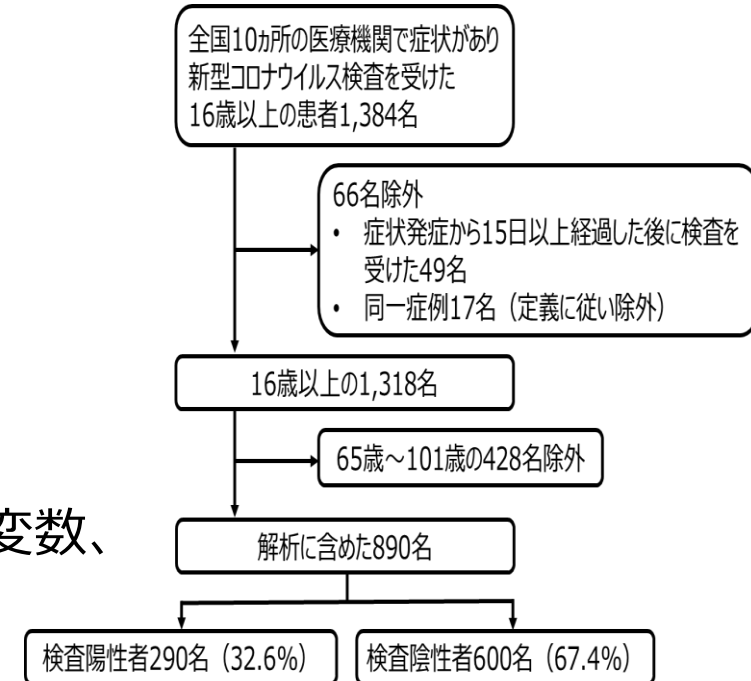 全国10ヵ所の医療機関で症状があり
新型コロナウイルス検査を受けた
16歳以上の患者1,384名
66名除外
• 症状発症から15日以上経過した後に検査を
受けた49名
• 同一症例17名（定義に従い除外）
16歳以上の1,318名
65歳～101歳の428名除外
変数、
解析に含めた890名
検査陽性者290名（32.6%）
検査陰性者600名（67.4%）